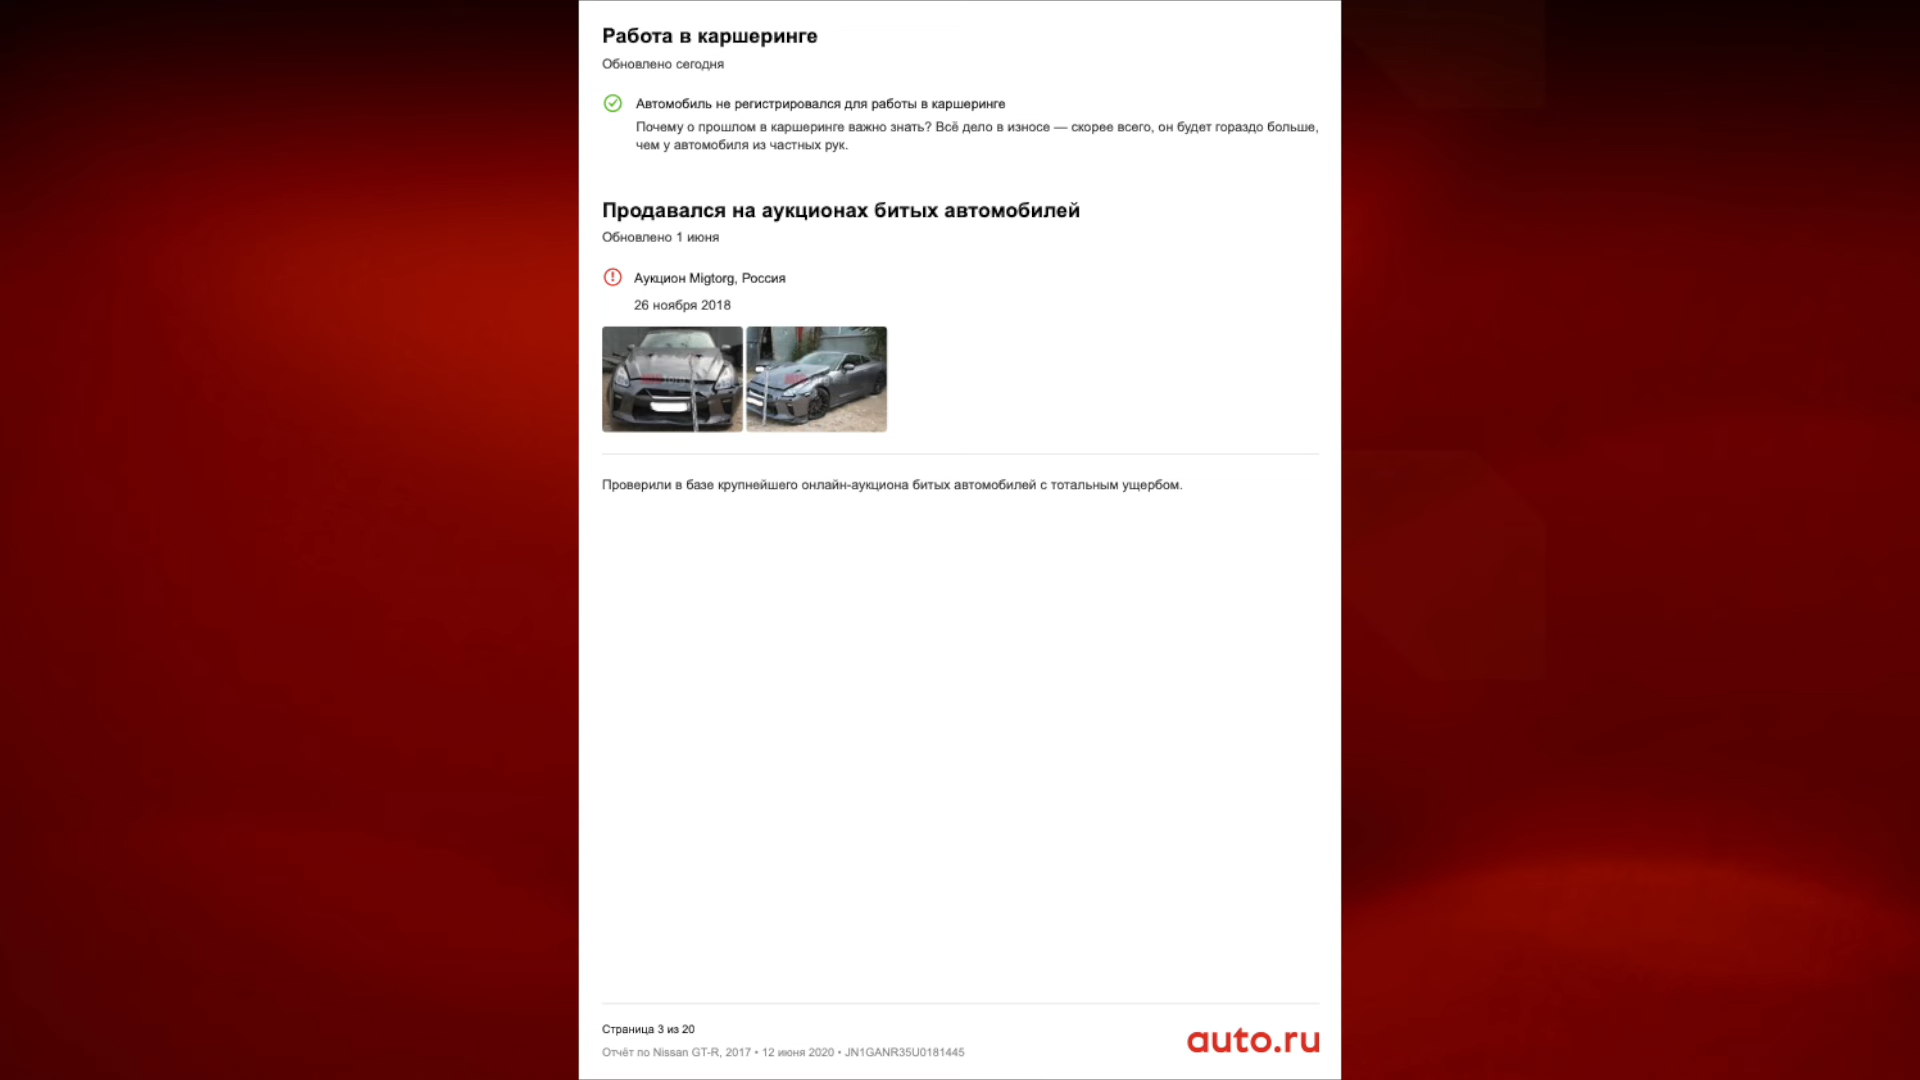 Работа в каршеринге
Обновлено сегодня
Автомобиль не регистрировался для работы в каршеринге
Почему о прошлом в каршеринге важно знать? Всё дело в износе — скорее всего, он будет гораздо больше,
чем у автомобиля из частных рук.
Продавался на аукционах битых автомобилей
Обновлено 1 июня
Аукцион Migtorg, Россия
26 ноября 2018
Проверили в базе крупнейшего онлайн-аукциона битых автомобилей с тотальным ущербом.
Страница 3 из 20
Отчёт по Nissan GT-R, 2017 • 12 июня 2020 • JN1GANR35U0181445
auto.ru